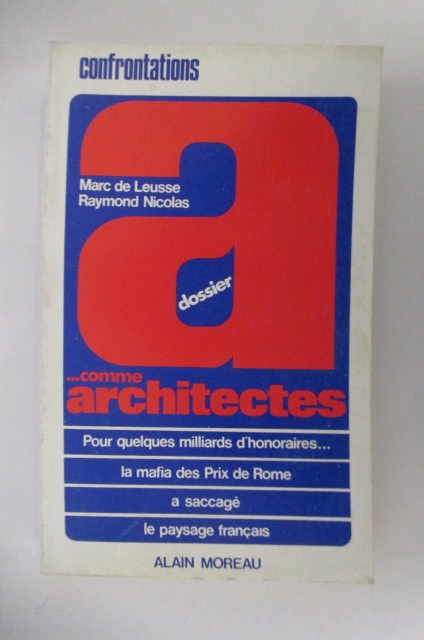 confrontations
a
Marc de Leusse
Raymond Nicolas
dossier
...comme
architectes
Pour quelques milliards d'honoraires...
la mafia des Prix de Rome
a saccagé
le paysage français
ALAIN MOREAU